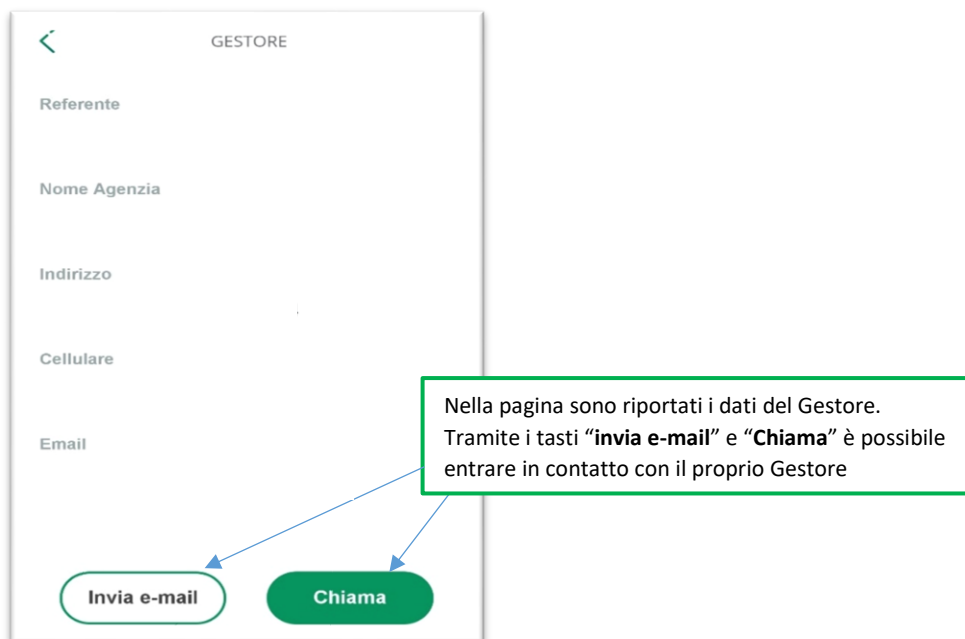 GESTORE
Referente
Nome Agenzia
Indirizzo
Cellulare
Email
Nella pagina sono riportati i dati del Gestore.
Tramite i tasti “invia e-mail” e “Chiama” è possibile
entrare in contatto con il proprio Gestore
Invia e-mail
Chiama